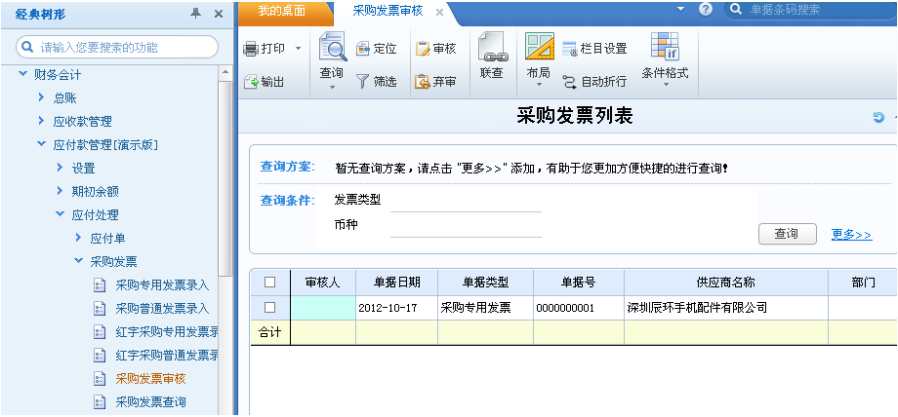 经典树形
我的桌面
采购发票审核
单据条码搜索
请输入您要搜索的功能
财务会计
总账
应收款管理
应付款管理[演示版]
设置
期初余额
应付处理
应付单
采购发票
采购专用发票录入
采购普通发票录入
红字采购专用发票录
红字采购普通发票录
采购发票审核
采购发票查询
打印
输出
查询
定位
筛选
审核
弃审
联查
布局
栏目设置
自动折行
条件格式
采购发票列表
查询方案: 暂无查询方案，请点击 "更多>>" 添加，有助于您更加方便快捷的进行查询!
查询条件: 发票类型
币种
查询 更多>>
审核人 单据日期 单据类型 单据号 供应商名称 部门
2012-10-17 采购专用发票 0000000001 深圳辰环手机配件有限公司
合计